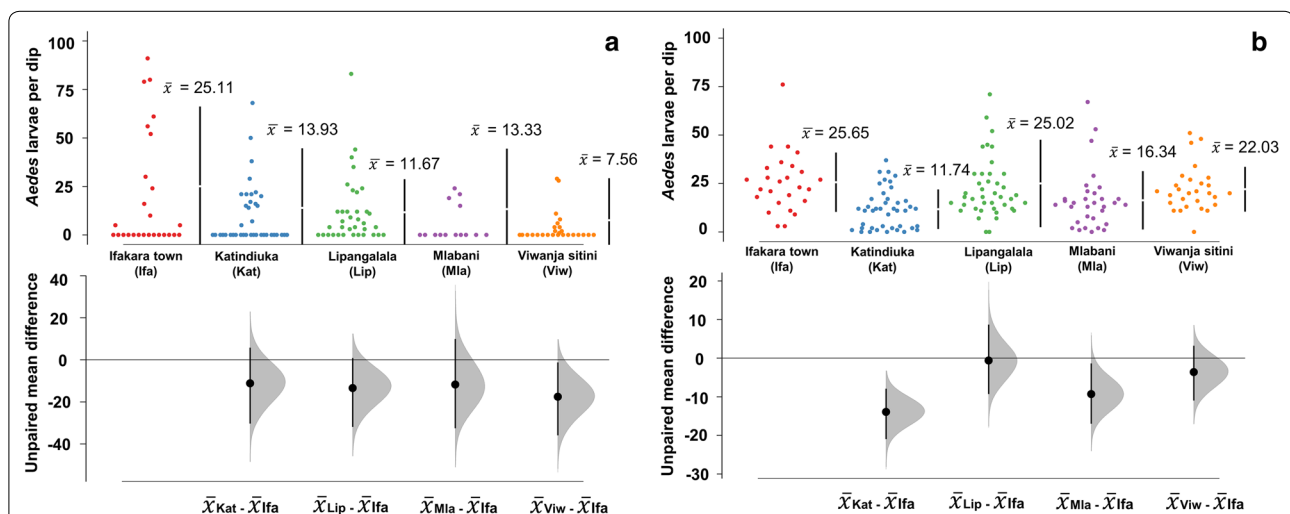 a
Aedes larvae per dip
100
75
50
25
0
x̄ = 25.11
x̄ = 13.93
x̄ = 11.67
x̄ = 13.33
x̄ = 7.56
Ifakara town Katindiuka Lipangalala Mlabani Viwanja sitini
(Ifa) (Kat) (Lip) (Mla) (Viw)
Unpaired mean difference
40
20
0
-20
-40
x̄Kat - x̄Ifa x̄Lip - x̄Ifa x̄Mla - x̄Ifa x̄Viw - x̄Ifa
b
Aedes larvae per dip
100
75
50
25
0
x̄ = 25.65
x̄ = 11.74
x̄ = 25.02
x̄ = 16.34
x̄ = 22.03
Ifakara town Katindiuka Lipangalala Mlabani Viwanja sitini
(Ifa) (Kat) (Lip) (Mla) (Viw)
Unpaired mean difference
20
10
0
-10
-20
-30
x̄Kat - x̄Ifa x̄Lip - x̄Ifa x̄Mla - x̄Ifa x̄Viw - x̄Ifa